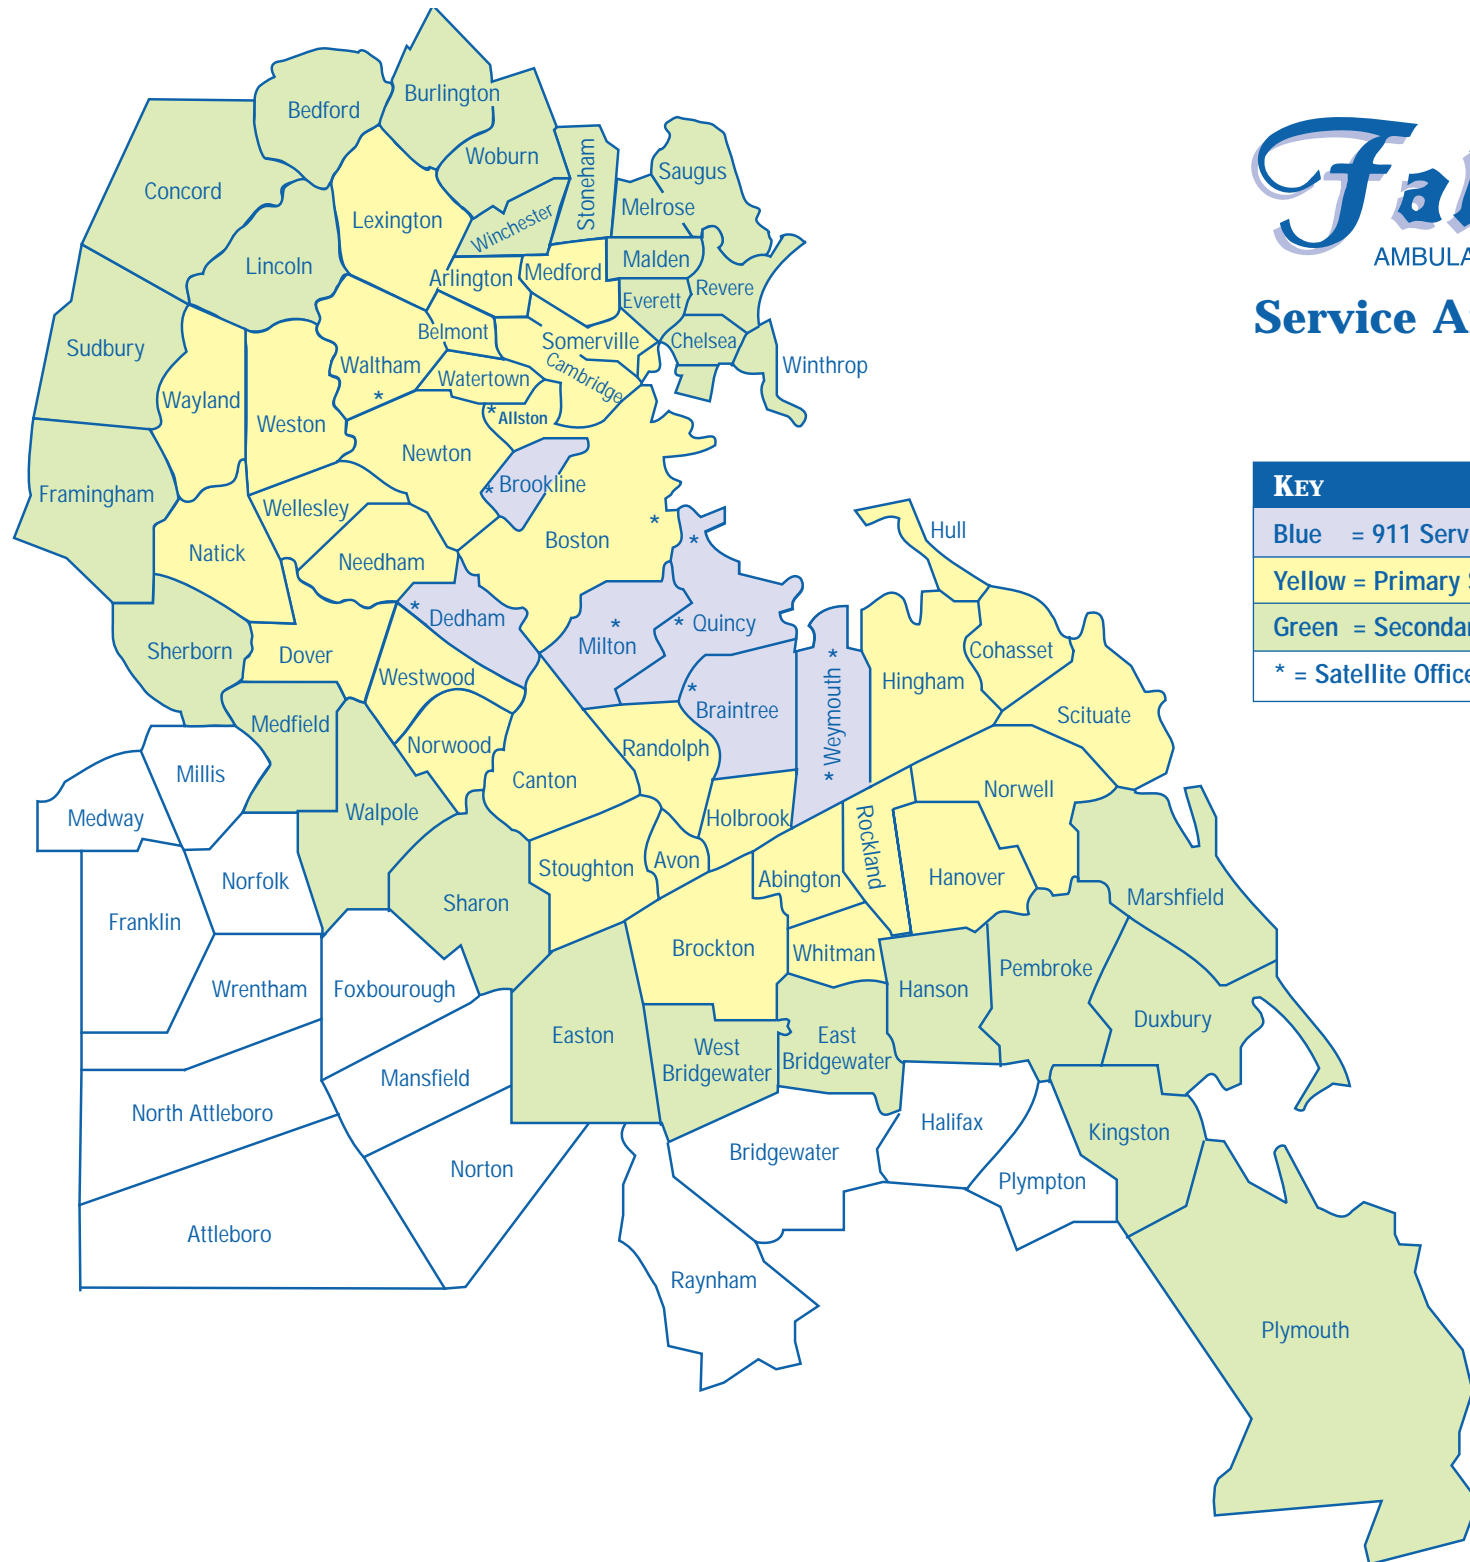 Burlington
Bedford
Woburn
Stoneham
Saugus
Concord
Melrose
Lexington
Winchester
Lincoln
Malden
Arlington
Medford
Revere
Everett
AMBULA
Service A
Sudbury
Belmont
Somerville
Chelsea
Waltham
Winthrop
*
Watertown
Cambridge
Wayland
Weston
*
Allston
Newton
Framingham
Wellesley
*
Brookline
KEY
Blue = 911 Serv
Yellow = Primary
Green = Seconda
* = Satellite Office
*
Boston
*
Hull
Natick
Needham
*
Dedham
*
Milton
*
Quincy
Sherborn
Dover
Cohasset
Westwood
*
Weymouth
*
Hingham
*
Braintree
Scituate
Medfield
Norwood
Randolph
Millis
Canton
Norwell
Medway
Walpole
Holbrook
Rockland
Stoughton
Avon
Abington
Hanover
Norfolk
Sharon
Marshfield
Franklin
Brockton
Whitman
Pembroke
Wrentham
Foxbourough
Hanson
Duxbury
Easton
West
Bridgewater
East
Bridgewater
Mansfield
North Attleboro
Halifax
Kingston
Norton
Bridgewater
Plympton
Attleboro
Raynham
Plymouth